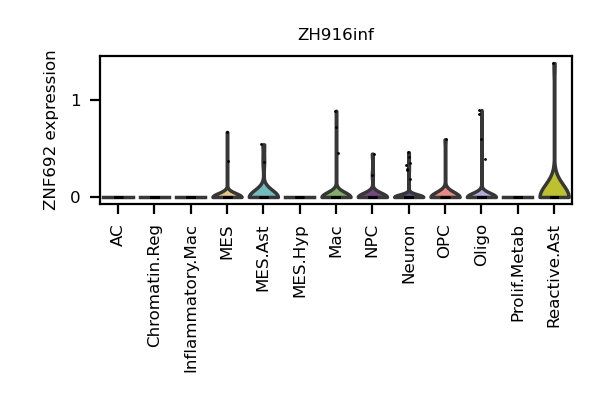 ZH916inf
ZNF692 expression
1
0
AC
Chromatin.Reg
Inflammatory.Mac
MES
MES.Ast
MES.Hyp
Mac
NPC
Neuron
OPC
Oligo
Prolif.Metab
Reactive.Ast